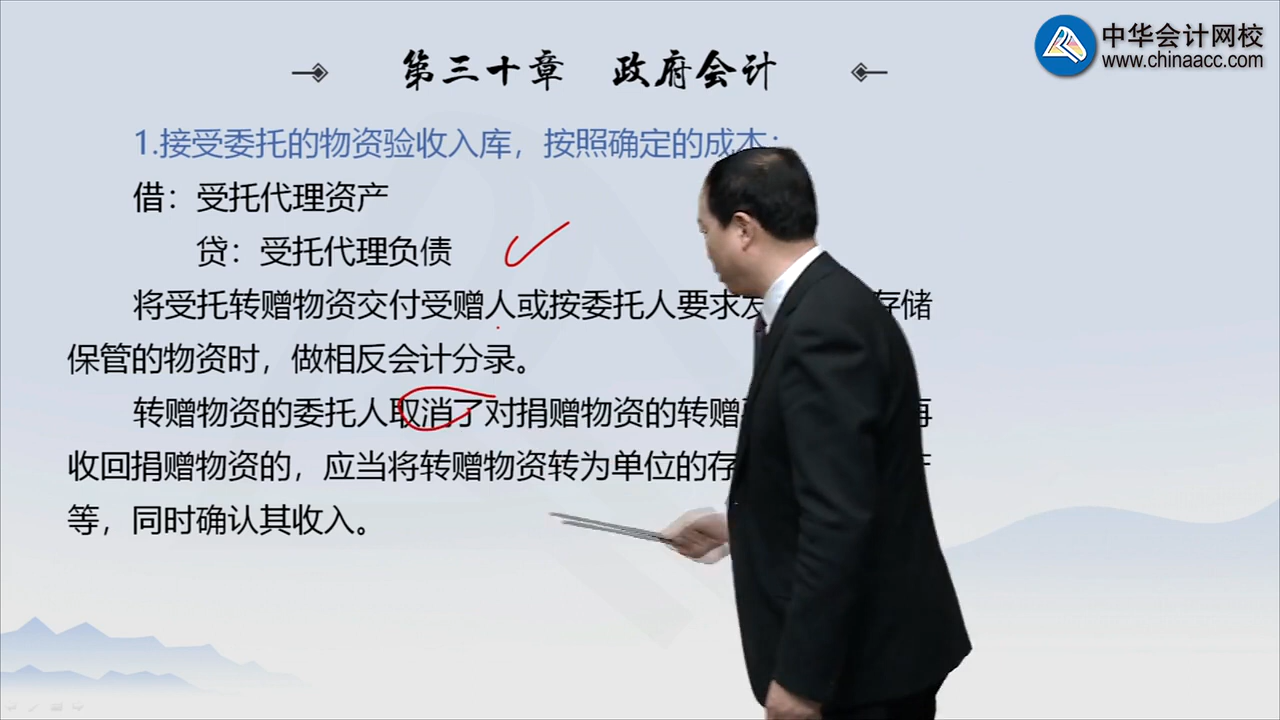 中华会计网校
www.chinaacc.com
第三十章 政府会计
1.接受委托的物资验收入库，按照确定的成本：
借：受托代理资产
贷：受托代理负债
将受托转赠物资交付受赠人或按委托人要求发 存储
保管的物资时，做相反会计分录。
转赠物资的委托人取消了对捐赠物资的转赠
收回捐赠物资的，应当将转赠物资转为单位的存
等，同时确认其收入。